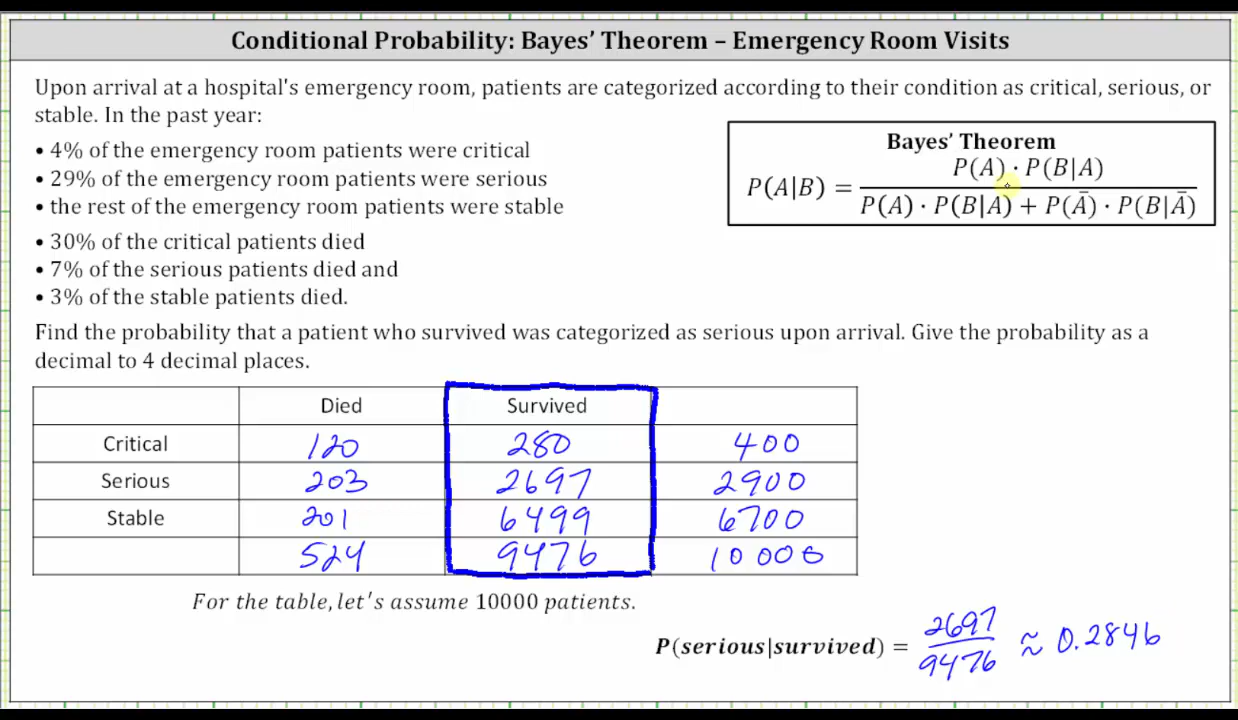 Conditional Probability: Bayes' Theorem – Emergency Room Visits
Upon arrival at a hospital's emergency room, patients are categorized according to their condition as critical, serious, or
stable. In the past year:
• 4% of the emergency room patients were critical
• 29% of the emergency room patients were serious
• the rest of the emergency room patients were stable
• 30% of the critical patients died
• 7% of the serious patients died and
• 3% of the stable patients died.
Bayes' Theorem
P(A|B) = P(A) · P(B|A) / P(A) · P(B|A) + P(Ā) · P(B|Ā)
Find the probability that a patient who survived was categorized as serious upon arrival. Give the probability as a
decimal to 4 decimal places.
Died Survived
Critical 120 280 400
Serious 203 2697 2900
Stable 201 6499 6700
524 9476 10000
For the table, let's assume 10000 patients.
P(serious|survived) = 2697/9476 ≈ 0.2846